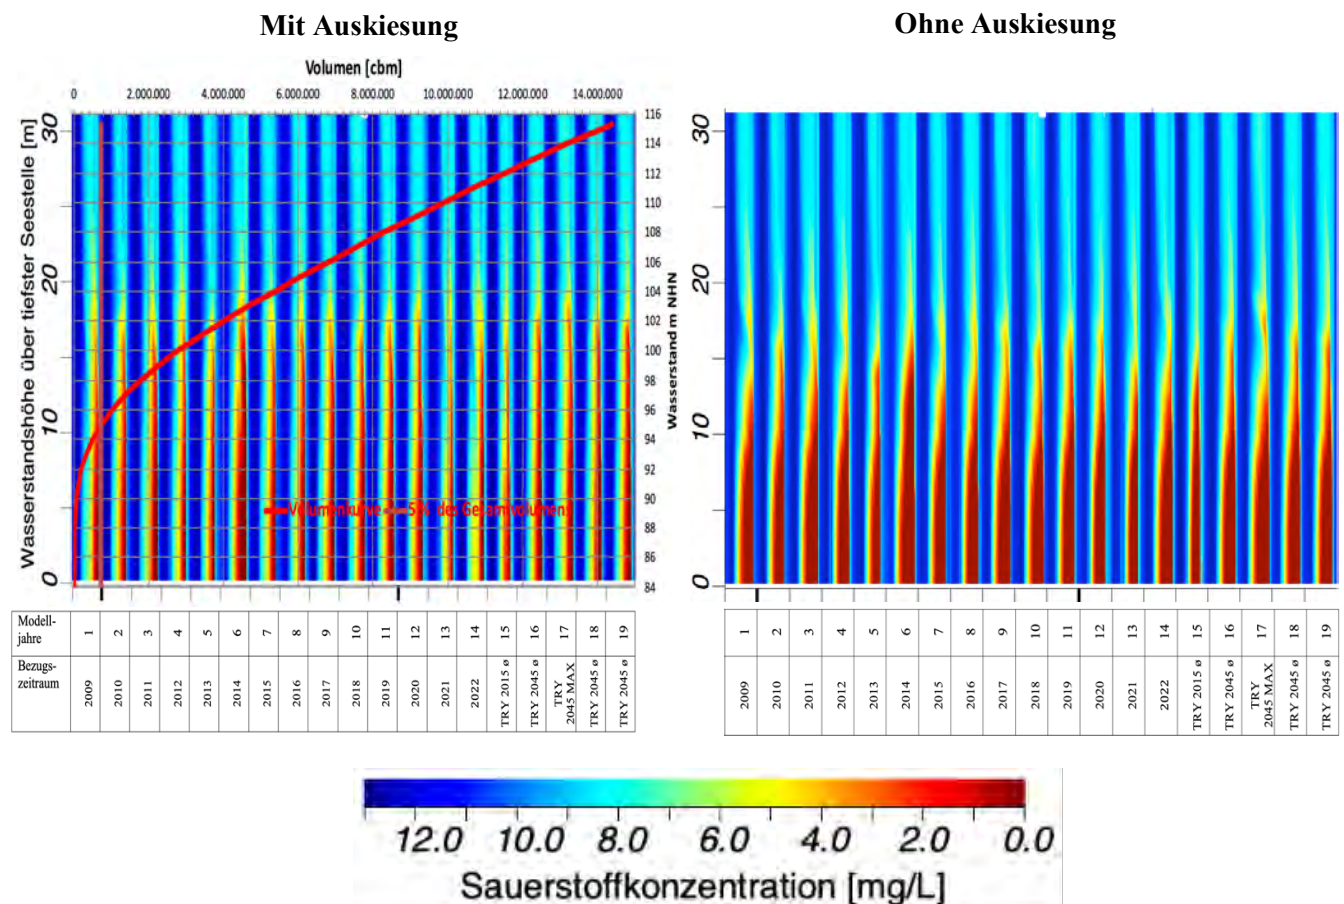 Mit Auskiesung
Ohne Auskiesung
Volumen [cbm]
0 2.000.000 4.000.000 6.000.000 8.000.000 10.000.000 12.000.000 14.000.000
Wasserstandshöhe über tiefster Seestelle [m]
30
20
10
0
116
114
112
110
108
106
104
102
100
98
96
94
92
90
88
86
84
Wasserstand m NHN
Volumenkurve 5% des Gesamtvolumens
30
20
10
0
Modell-
jahre
1 2 3 4 5 6 7 8 9 10 11 12 13 14 15 16 17 18 19
Bezugs-
zeitraum
2009 2010 2011 2012 2013 2014 2015 2016 2017 2018 2019 2020 2021 2022 TRY 2015 ø TRY 2045 ø TRY 2045 MAX TRY 2045 ø TRY 2045 ø
1 2 3 4 5 6 7 8 9 10 11 12 13 14 15 16 17 18 19
2009 2010 2011 2012 2013 2014 2015 2016 2017 2018 2019 2020 2021 2022 TRY 2015 ø TRY 2045 ø TRY 2045 MAX TRY 2045 ø TRY 2045 ø
12.0 10.0 8.0 6.0 4.0 2.0 0.0
Sauerstoffkonzentration [mg/L]